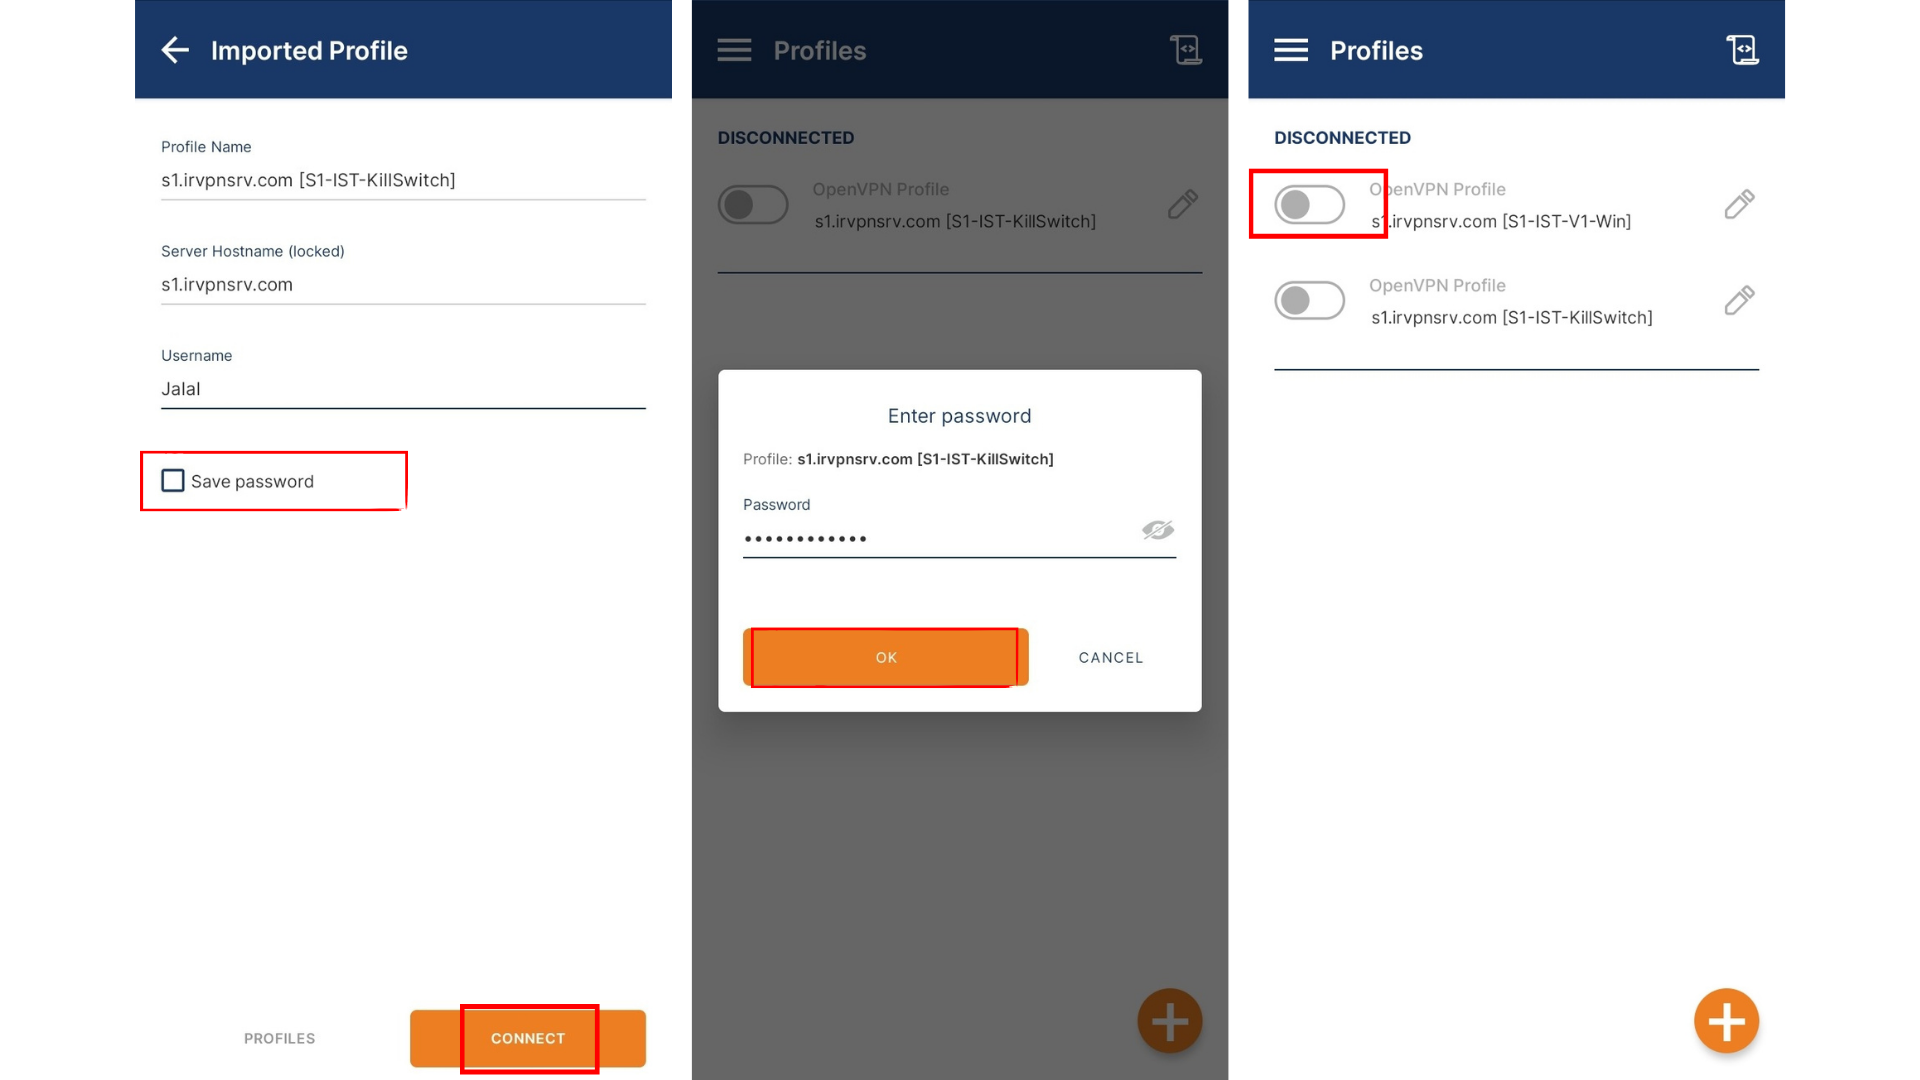 Imported Profile
Profile Name
s1.irvpnsrv.com [S1-IST-KillSwitch]
Server Hostname (locked)
s1.irvpnsrv.com
Username
Jalal
Save password
PROFILES
CONNECT
Profiles
DISCONNECTED
OpenVPN Profile
s1.irvpnsrv.com [S1-IST-KillSwitch]
Enter password
Profile: s1.irvpnsrv.com [S1-IST-KillSwitch]
Password
••••••••••••
OK
CANCEL
Profiles
DISCONNECTED
OpenVPN Profile
s1.irvpnsrv.com [S1-IST-V1-Win]
OpenVPN Profile
s1.irvpnsrv.com [S1-IST-KillSwitch]